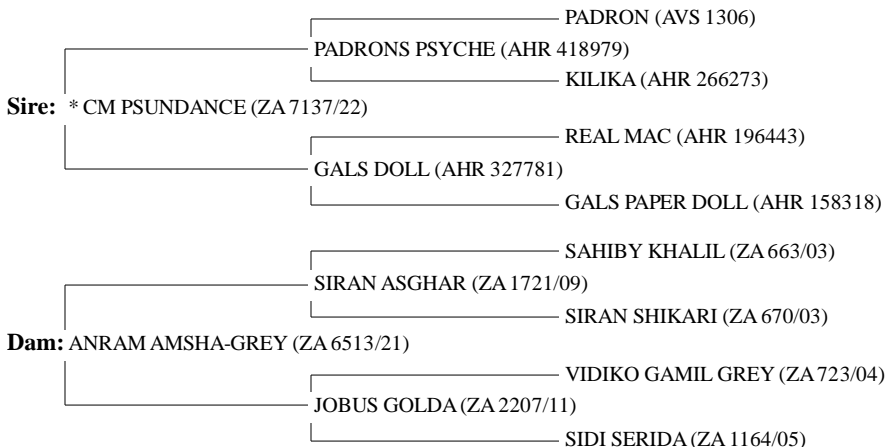 PADRON (AVS 1306)
PADRONS PSYCHE (AHR 418979)
KILIKA (AHR 266273)
Sire: * CM PSUNDANCE (ZA 7137/22)
REAL MAC (AHR 196443)
GALS DOLL (AHR 327781)
GALS PAPER DOLL (AHR 158318)
SAHIBY KHALIL (ZA 663/03)
SIRAN ASGHAR (ZA 1721/09)
SIRAN SHIKARI (ZA 670/03)
Dam: ANRAM AMSHA-GREY (ZA 6513/21)
VIDIKO GAMIL GREY (ZA 723/04)
JOBUS GOLDA (ZA 2207/11)
SIDI SERIDA (ZA 1164/05)